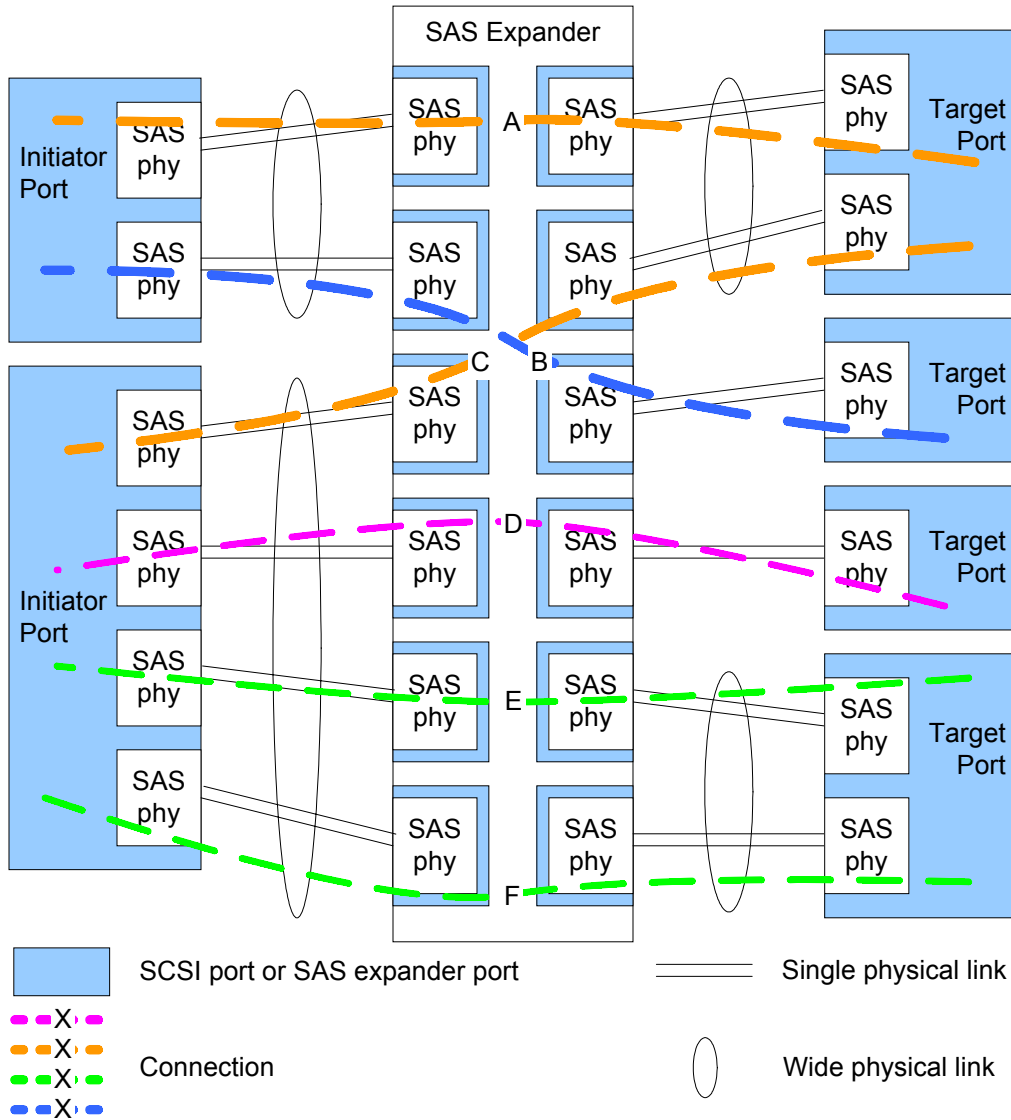 SAS Expander
Initiator
Port
SAS
phy
SAS
phy
Initiator
Port
SAS
phy
SAS
phy
SAS
phy
SAS
phy
SAS
phy
SAS
phy
SAS
phy
SAS
phy
SAS
phy
SAS
phy
SAS
phy
SAS
phy
SAS
phy
SAS
phy
SAS
phy
SAS
phy
A
C
B
D
E
F
SAS
phy
SAS
phy
Target
Port
SAS
phy
Target
Port
SAS
phy
Target
Port
SAS
phy
SAS
phy
Target
Port
SCSI port or SAS expander port
Single physical link
X
X
X
X
Connection
Wide physical link